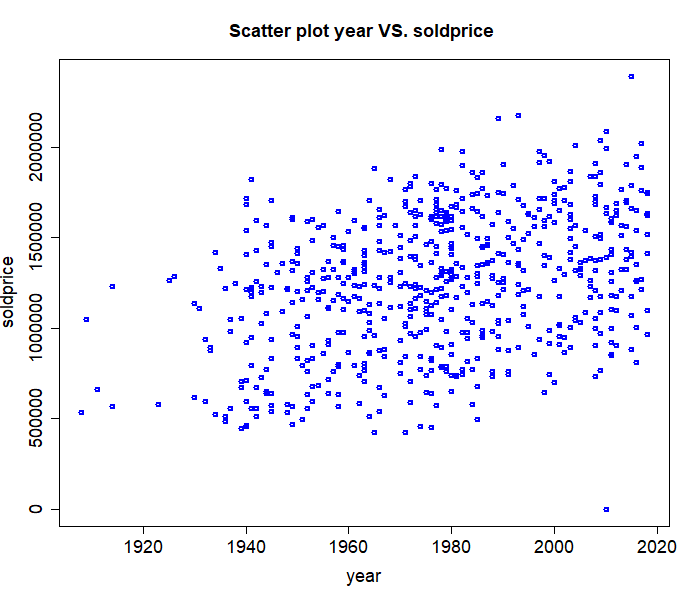 Scatter plot year VS. soldprice
soldprice
2000000
1500000
1000000
500000
0
1920 1940 1960 1980 2000 2020
year